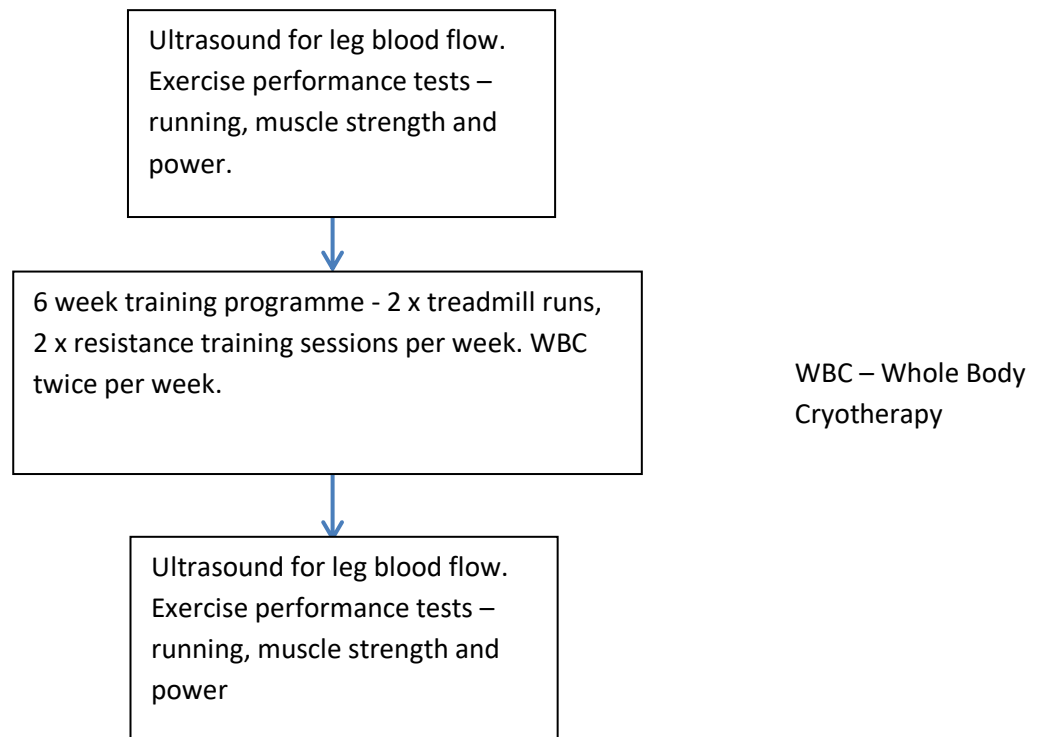 Ultrasound for leg blood flow.
Exercise performance tests –
running, muscle strength and
power.
6 week training programme - 2 x treadmill runs,
2 x resistance training sessions per week. WBC
twice per week.
WBC – Whole Body
Cryotherapy
Ultrasound for leg blood flow.
Exercise performance tests –
running, muscle strength and
power